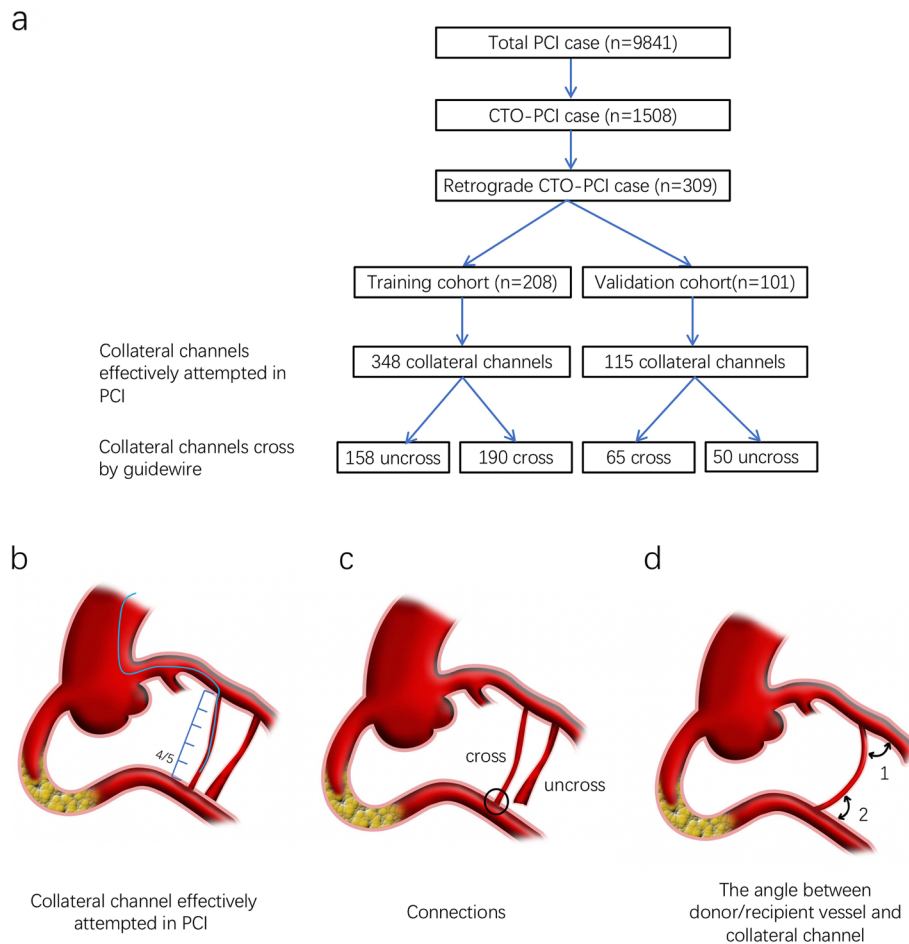 a
Total PCI case (n=9841)
CTO-PCI case (n=1508)
Retrograde CTO-PCI case (n=309)
Training cohort (n=208)
Validation cohort(n=101)
Collateral channels
effectively attempted in
PCI
348 collateral channels
115 collateral channels
Collateral channels cross
by guidewire
158 uncross
190 cross
65 cross
50 uncross
b
4/5
Collateral channel effectively
attempted in PCI
c
cross
uncross
Connections
d
1
2
The angle between
donor/recipient vessel and
collateral channel